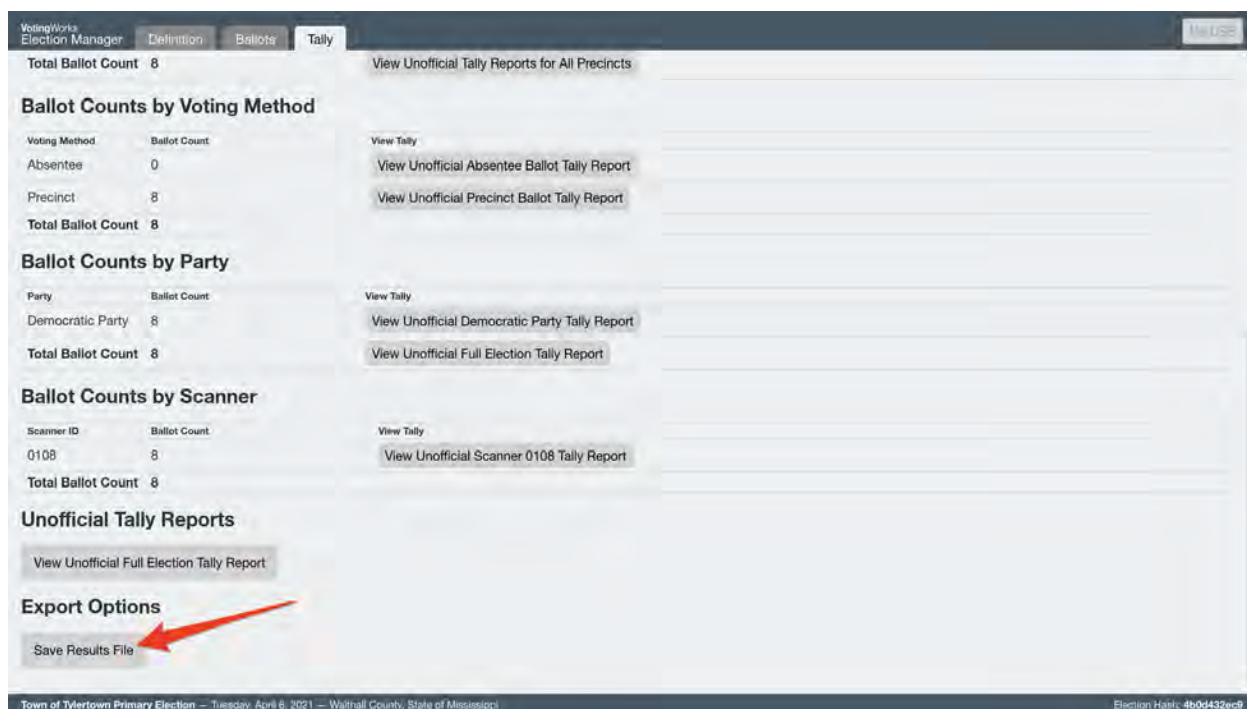 VotingWorks
Election Manager Definition Ballots Tally No USB
Total Ballot Count 8 View Unofficial Tally Reports for All Precincts
Ballot Counts by Voting Method
Voting Method Ballot Count View Tally
Absentee 0 View Unofficial Absentee Ballot Tally Report
Precinct 8 View Unofficial Precinct Ballot Tally Report
Total Ballot Count 8
Ballot Counts by Party
Party Ballot Count View Tally
Democratic Party 8 View Unofficial Democratic Party Tally Report
Total Ballot Count 8 View Unofficial Full Election Tally Report
Ballot Counts by Scanner
Scanner ID Ballot Count View Tally
0108 8 View Unofficial Scanner 0108 Tally Report
Total Ballot Count 8
Unofficial Tally Reports
View Unofficial Full Election Tally Report
Export Options
Save Results File
Town of Tylertown Primary Election — Tuesday, April 6, 2021 — Walthall County, State of Mississippi Election Hash: 4b0d432ec9